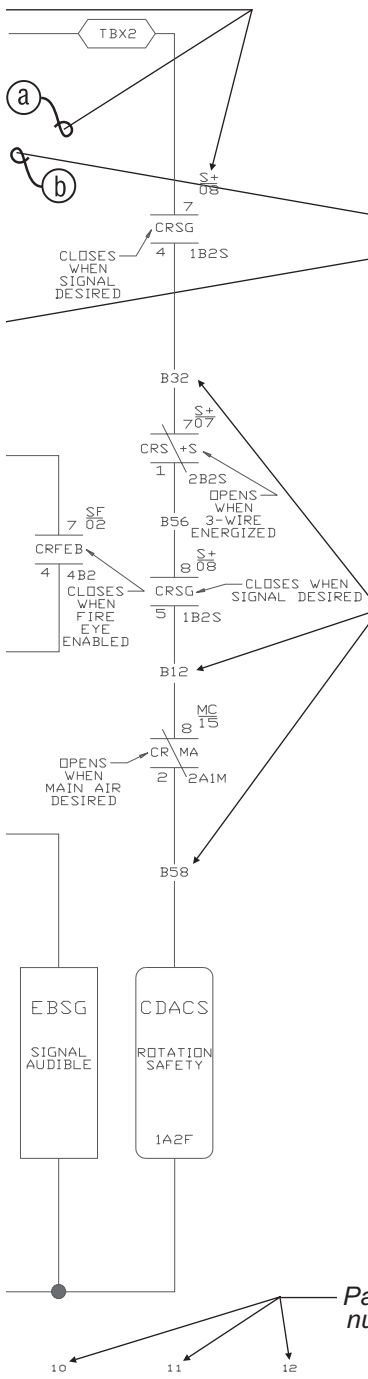 TBX2
a
b
S+
08
7
CRSG
4 1B2S
CLOSES
WHEN
SIGNAL
DESIRED
B32
S+
07
7
CRS +S
1
2B2S
OPENS
WHEN
3-WIRE
ENERGIZED
B56
SF
02
7
CRFEB
4 4B2
CLOSES
WHEN
FIRE
EYE
ENABLED
S+
08
8
CRSG
5 1B2S
CLOSES WHEN
SIGNAL DESIRED
B12
MC
15
8
CR MA
2 2A1M
OPENS
WHEN
MAIN AIR
DESIRED
B58
EBSG
SIGNAL
AUDIBLE
CDACS
ROTATION
SAFETY
1A2F
Pa
nu
10 11 12